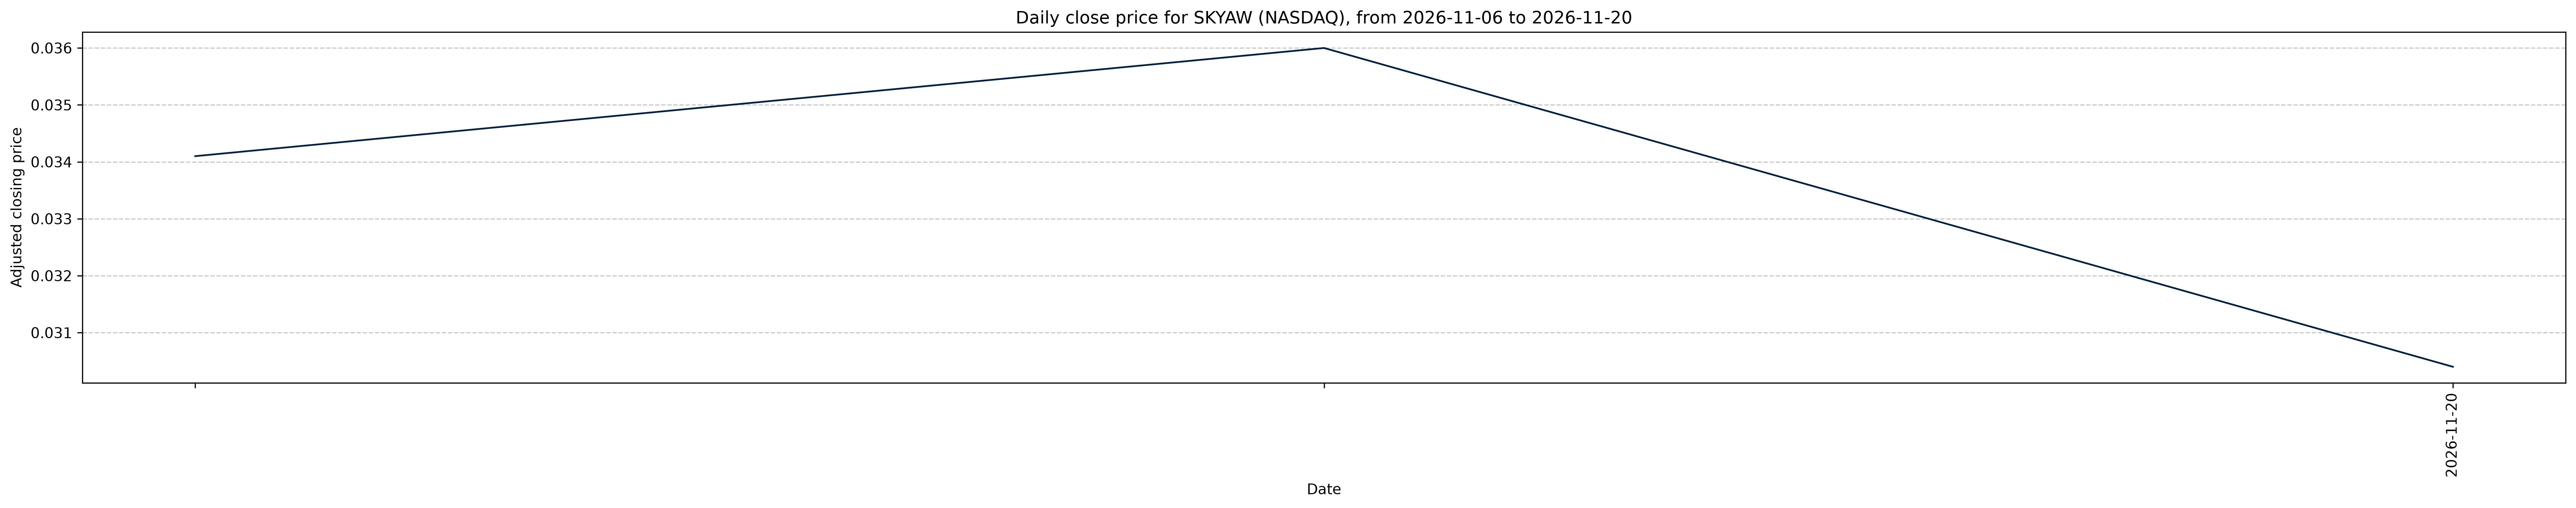 Daily close price for SKYAW (NASDAQ), from 2026-11-06 to 2026-11-20
Adjusted closing price
0.036
0.035
0.034
0.033
0.032
0.031
2026-11-20
Date